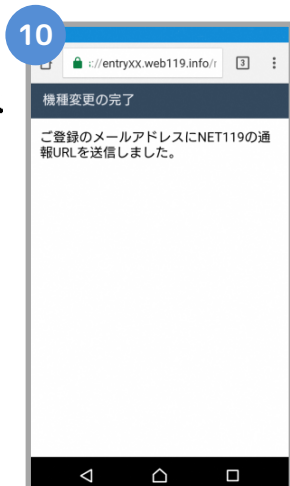 10
://entryxx.web119.info/r
3
機種変更の完了
ご登録のメールアドレスにNET119の通
報URLを送信しました。